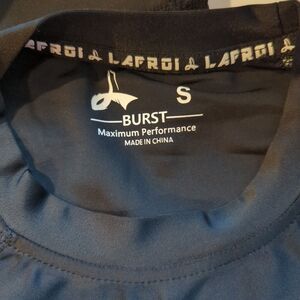 LAFROI LAFROI LAFROI
S
BURST
Maximum Performance
MADE IN CHINA